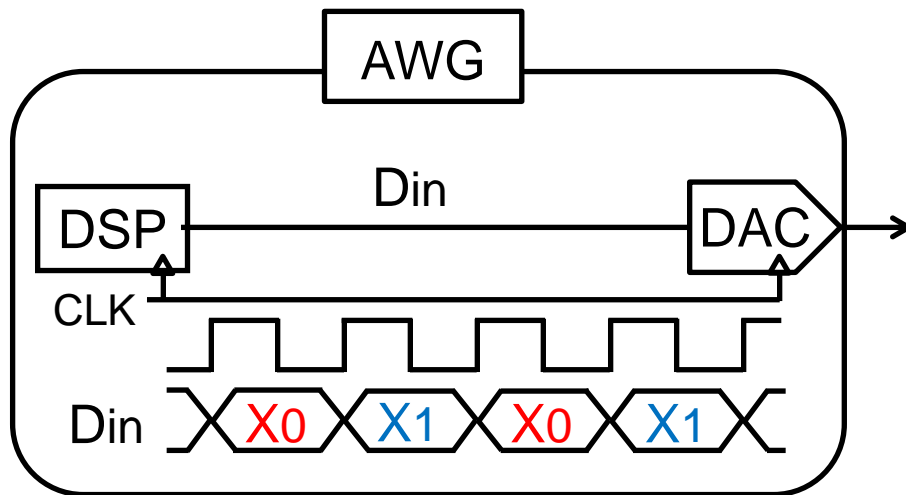 AWG
Din
DSP
DAC
CLK
Din X0 X1 X0 X1